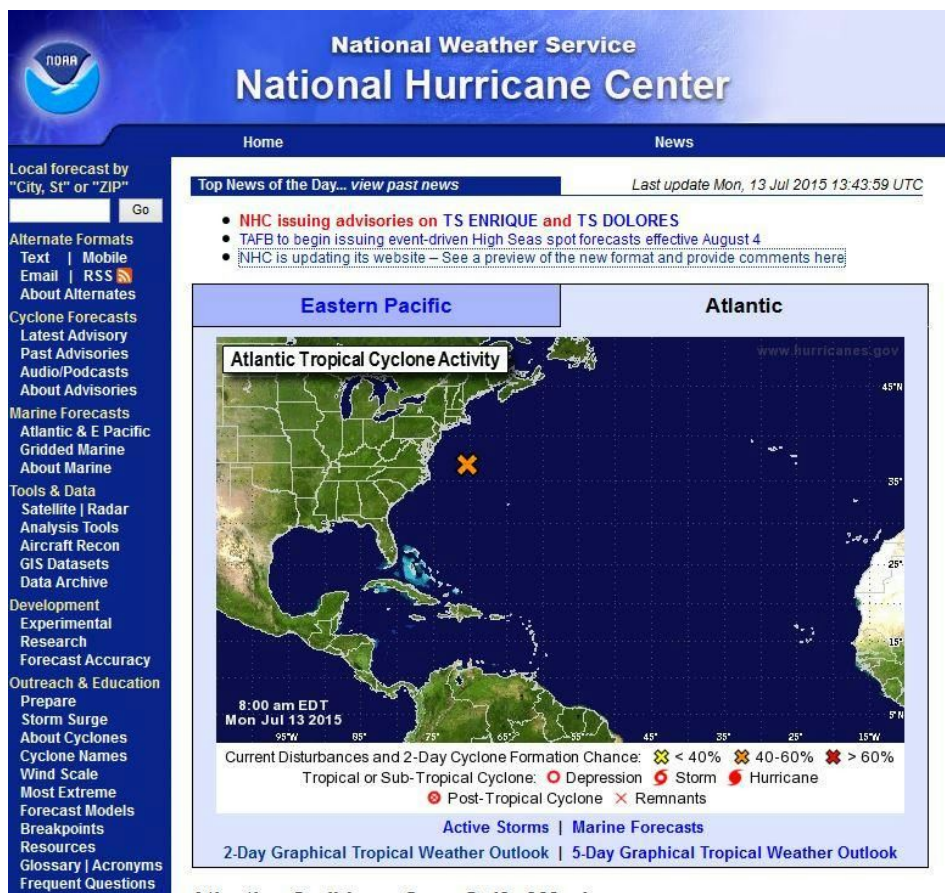 NOAA
National Weather Service
National Hurricane Center
Home News
Local forecast by
"City, St" or "ZIP"
Go
Alternate Formats
Text | Mobile
Email | RSS
About Alternates
Cyclone Forecasts
Latest Advisory
Past Advisories
Audio/Podcasts
About Advisories
Marine Forecasts
Atlantic & E Pacific
Gridded Marine
About Marine
Tools & Data
Satellite | Radar
Analysis Tools
Aircraft Recon
GIS Datasets
Data Archive
Development
Experimental
Research
Forecast Accuracy
Outreach & Education
Prepare
Storm Surge
About Cyclones
Cyclone Names
Wind Scale
Most Extreme
Forecast Models
Breakpoints
Resources
Glossary | Acronyms
Frequent Questions
Top News of the Day... view past news Last update Mon, 13 Jul 2015 13:43:59 UTC
NHC issuing advisories on TS ENRIQUE and TS DOLORES
TAFB to begin issuing event-driven High Seas spot forecasts effective August 4
NHC is updating its website – See a preview of the new format and provide comments here
Eastern Pacific Atlantic
Atlantic Tropical Cyclone Activity www.hurricanes.gov
45°N
35°
25°
15°
5°N
8:00 am EDT
Mon Jul 13 2015
95°W 85° 75° 65° 55°W 45° 35° 25° 15°W
Current Disturbances and 2-Day Cyclone Formation Chance: < 40% 40-60% > 60%
Tropical or Sub-Tropical Cyclone: Depression Storm Hurricane
Post-Tropical Cyclone Remnants
Active Storms | Marine Forecasts
2-Day Graphical Tropical Weather Outlook | 5-Day Graphical Tropical Weather Outlook